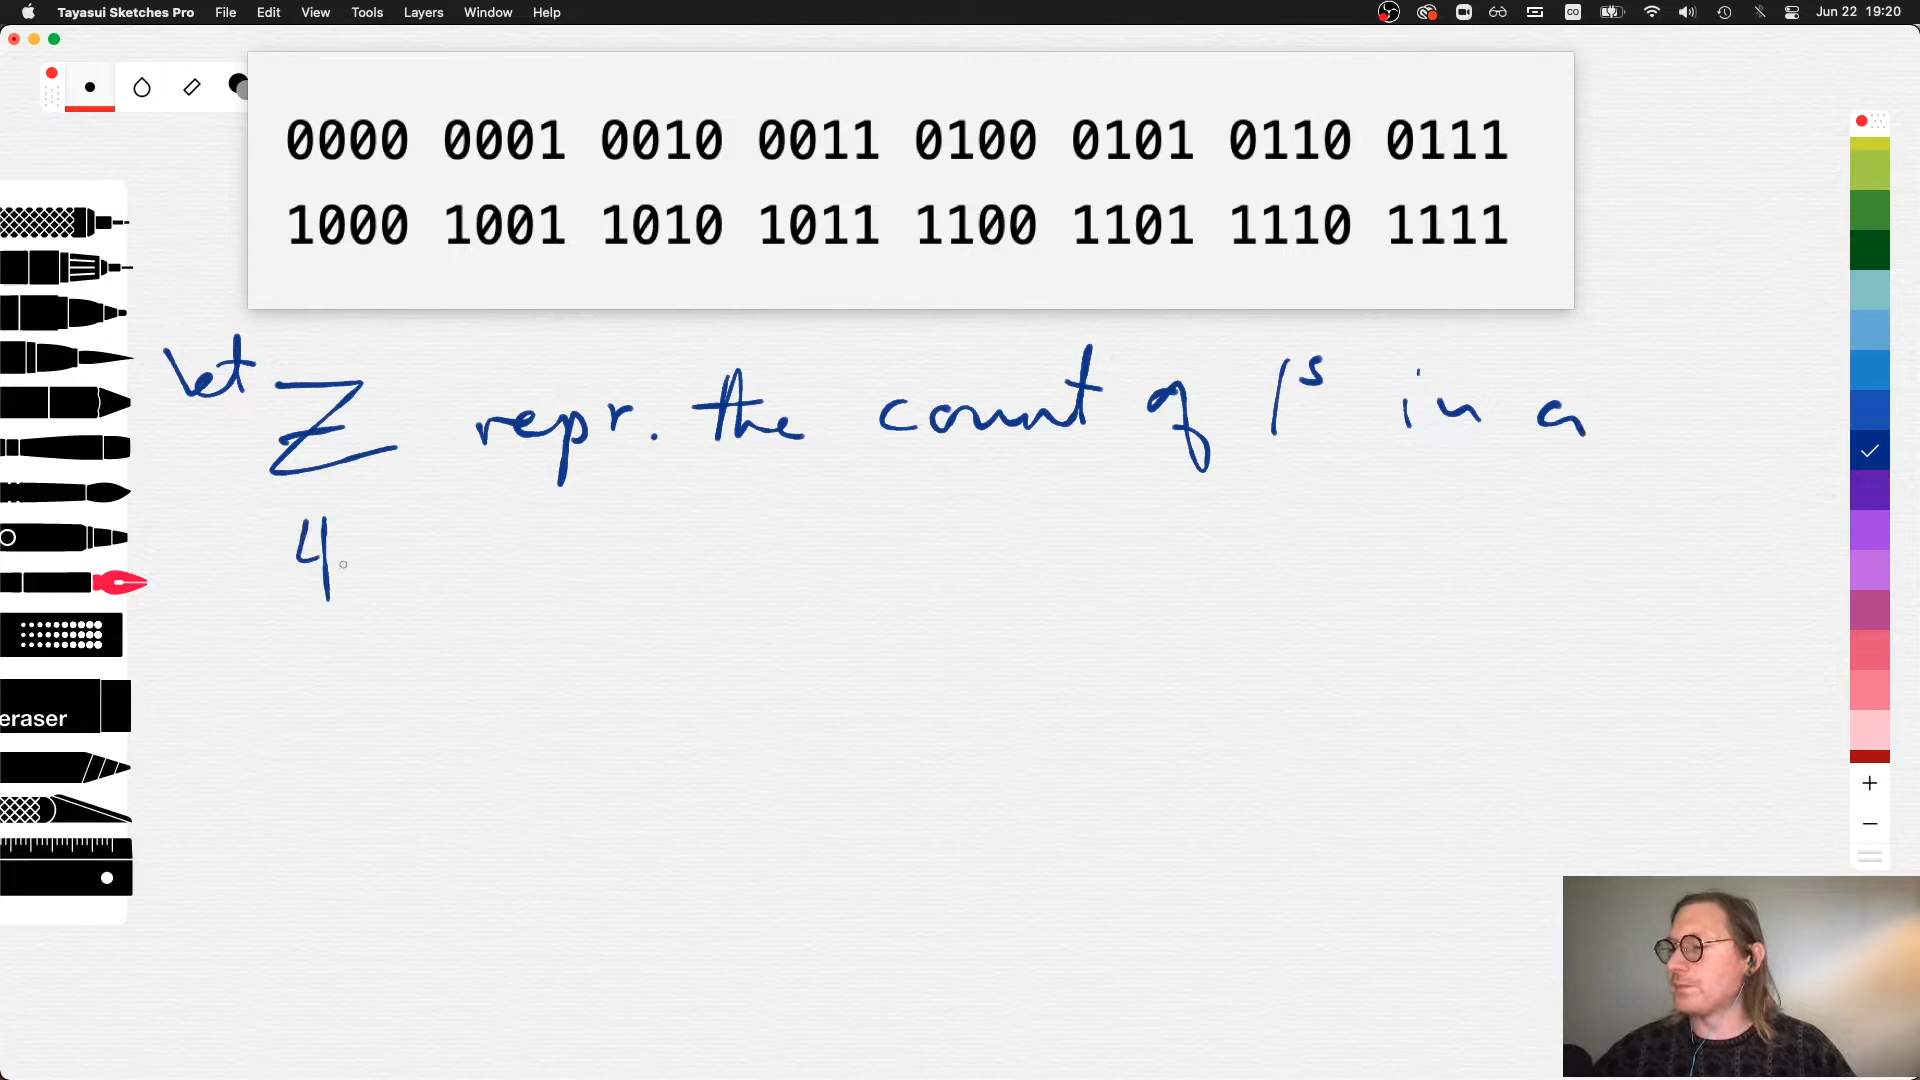 Tayasui Sketches Pro File Edit View Tools Layers Window Help Jun 22 19:20
0000 0001 0010 0011 0100 0101 0110 0111
1000 1001 1010 1011 1100 1101 1110 1111
let Z repr. the count of 1s in a
4
eraser